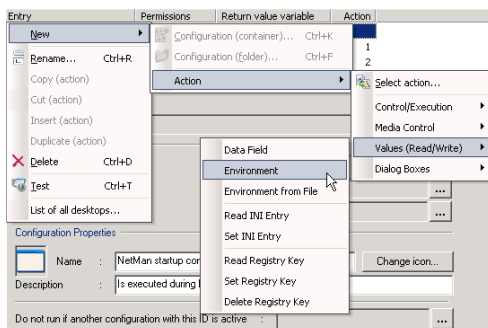 Entry Permissions Return value variable Action
New
Configuration (container)... Ctrl+K
1
Rename... Ctrl+R
Configuration (folder)... Ctrl+F
2
Copy (action)
Action
Select action...
Cut (action)
Control/Execution
Insert (action)
Media Control
Duplicate (action)
Data Field
Values (Read/Write)
Delete Ctrl+D
Environment
Dialog Boxes
Test Ctrl+T
Environment from File
...
List of all desktops...
Read INI Entry
...
Configuration Properties
Set INI Entry
Name : NetMan startup cor
Read Registry Key
Change icon...
Description : Is executed during
Set Registry Key
Delete Registry Key
Do not run if another configuration with this ID is active : ...